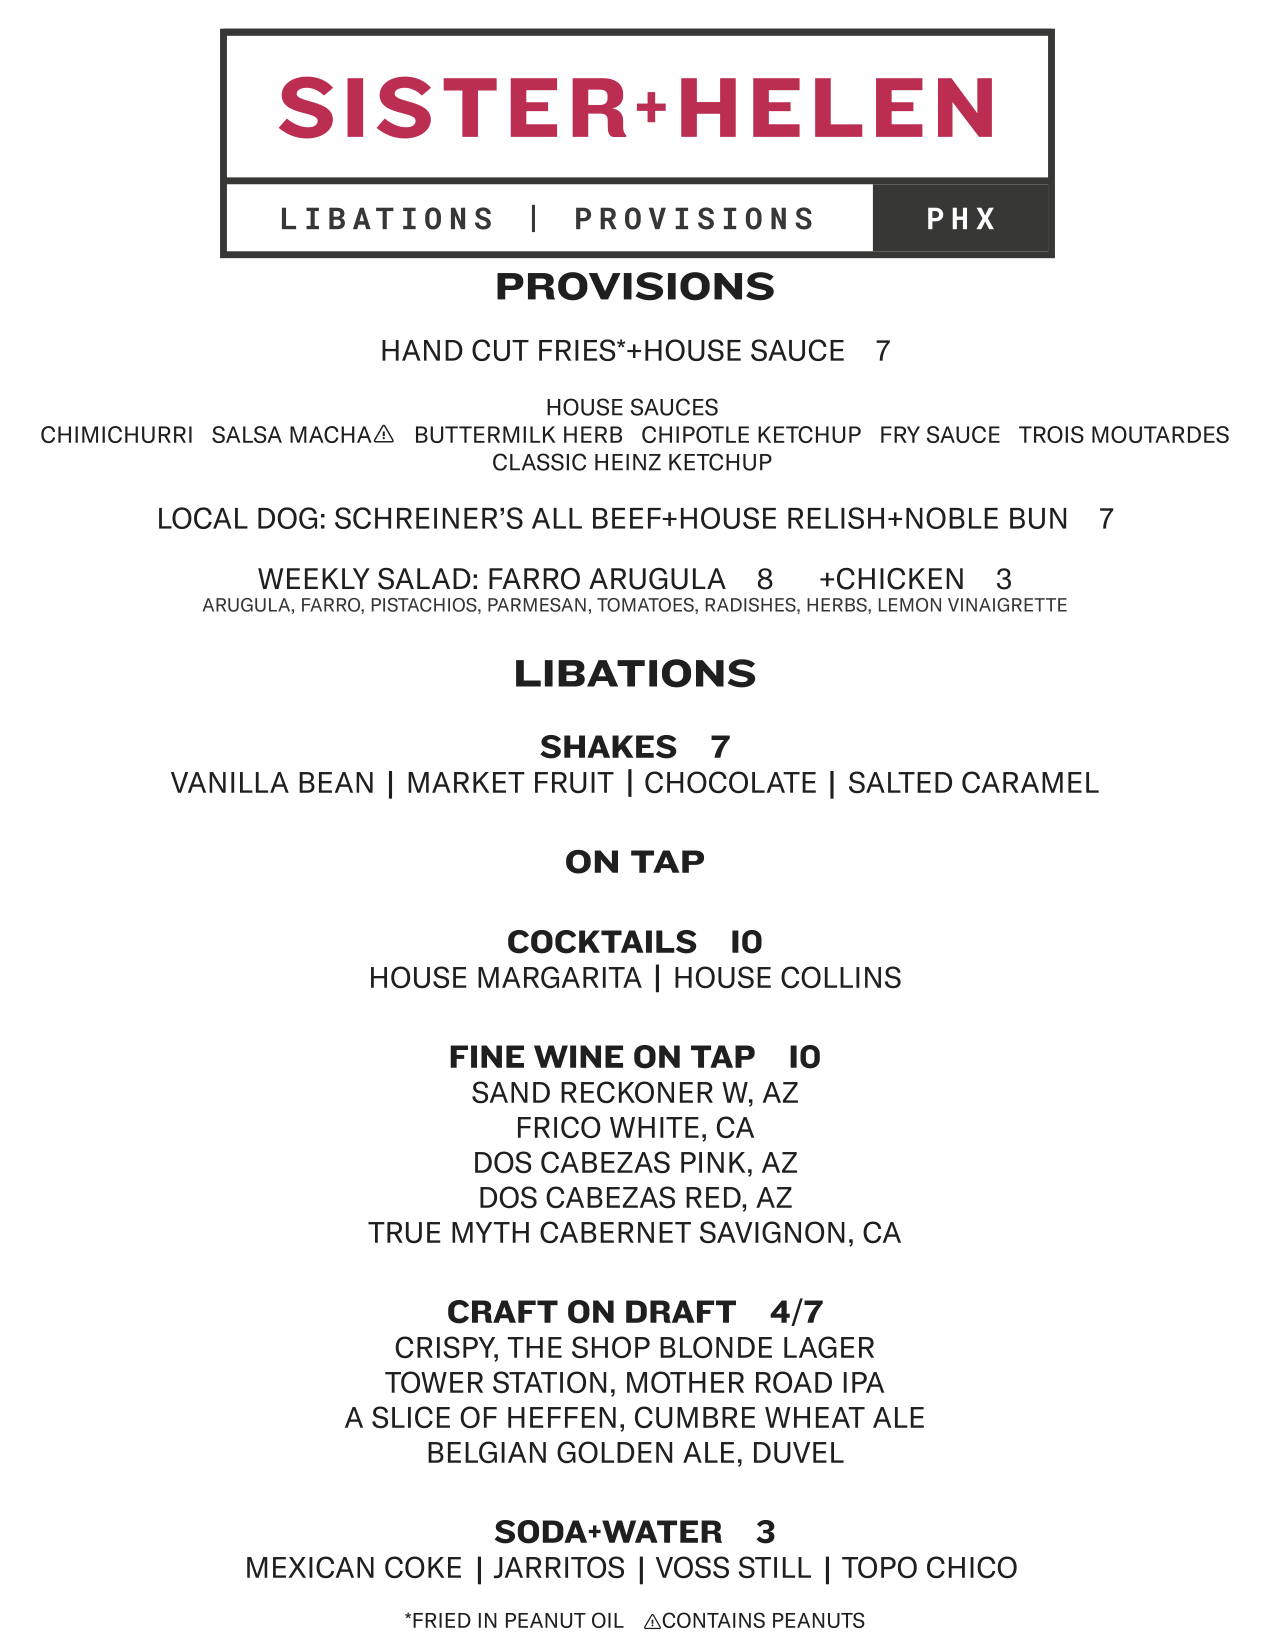 SISTER+HELEN
LIBATIONS | PROVISIONS PHX
PROVISIONS
HAND CUT FRIES*+HOUSE SAUCE 7
HOUSE SAUCES
CHIMICHURRI SALSA MACHA⚠ BUTTERMILK HERB CHIPOTLE KETCHUP FRY SAUCE TROIS MOUTARDES
CLASSIC HEINZ KETCHUP
LOCAL DOG: SCHREINER’S ALL BEEF+HOUSE RELISH+NOBLE BUN 7
WEEKLY SALAD: FARRO ARUGULA 8 +CHICKEN 3
ARUGULA, FARRO, PISTACHIOS, PARMESAN, TOMATOES, RADISHES, HERBS, LEMON VINAIGRETTE
LIBATIONS
SHAKES 7
VANILLA BEAN | MARKET FRUIT | CHOCOLATE | SALTED CARAMEL
ON TAP
COCKTAILS 10
HOUSE MARGARITA | HOUSE COLLINS
FINE WINE ON TAP 10
SAND RECKONER W, AZ
FRICO WHITE, CA
DOS CABEZAS PINK, AZ
DOS CABEZAS RED, AZ
TRUE MYTH CABERNET SAVIGNON, CA
CRAFT ON DRAFT 4/7
CRISPY, THE SHOP BLONDE LAGER
TOWER STATION, MOTHER ROAD IPA
A SLICE OF HEFFEN, CUMBRE WHEAT ALE
BELGIAN GOLDEN ALE, DUVEL
SODA+WATER 3
MEXICAN COKE | JARRITOS | VOSS STILL | TOPO CHICO
*FRIED IN PEANUT OIL ⚠CONTAINS PEANUTS